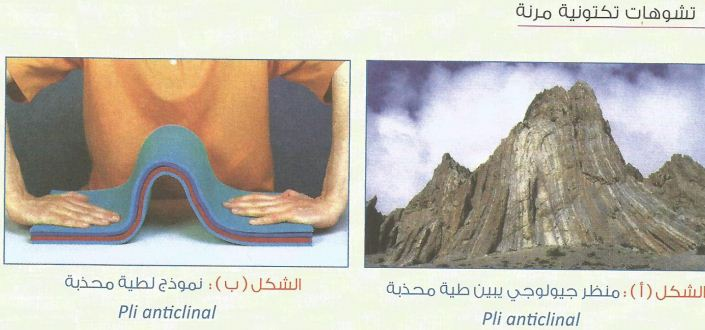 تشوهات تكتونية مرنة
الشكل (أ) : منظر جيولوجي يبين طية محدبة
Pli anticlinal
الشكل (ب) : نموذج لطية محدبة
Pli anticlinal